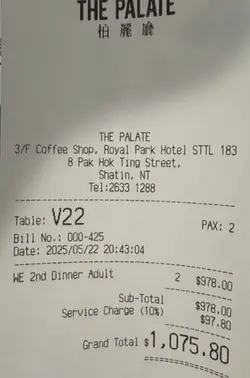 THE PALATE
柏麗廳
THE PALATE
3/F Coffee Shop, Royal Park Hotel STTL 183
8 Pak Hok Ting Street,
Shatin, NT
Tel:2633 1288
Table: V22 PAX: 2
Bill No.: 000-425
Date: 2025/05/22 20:43:04
WE 2nd Dinner Adult 2 $978.00
Sub-Total $978.00
Service Charge (10%) $97.80
Grand Total $1,075.80